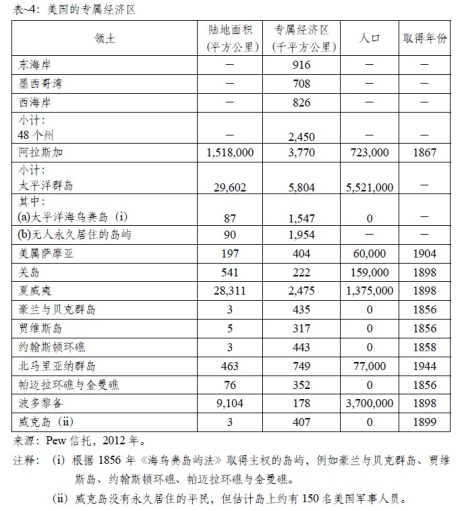 表~4：美国的专属经济区
领土 陆地面积（平方公里） 专属经济区（千平方公里） 人口 取得年份
东海岸 — 916 — —
墨西哥湾 — 708 — —
西海岸 — 826 — —
小计：
48 个州 — 2,450 — —
阿拉斯加 1,518,000 3,770 723,000 1867
小计：
太平洋群岛 29,602 5,804 5,521,000 —
其中：
(a)太平洋海鸟粪岛（i） 87 1,547 0 —
(b)无人永久居住的岛屿 90 1,954 — —
美属萨摩亚 197 404 60,000 1904
关岛 541 222 159,000 1898
夏威夷 28,311 2,475 1,375,000 1898
豪兰与贝克群岛 3 435 0 1856
贾维斯岛 5 317 0 1856
约翰斯顿环礁 3 443 0 1858
北马里亚纳群岛 463 749 77,000 1944
帕迈拉环礁与金曼礁 76 352 0 1856
波多黎各 9,104 178 3,700,000 1898
威克岛（ii） 3 407 0 1899
来源：Pew 信托，2012 年。
注释：（i）根据 1856 年《海鸟粪岛屿法》取得主权的岛屿，例如豪兰与贝克群岛、贾维
斯岛、约翰斯顿环礁、帕迈拉环礁与金曼礁。
（ii）威克岛没有永久居住的平民，但估计岛上约有 150 名美国军事人员。